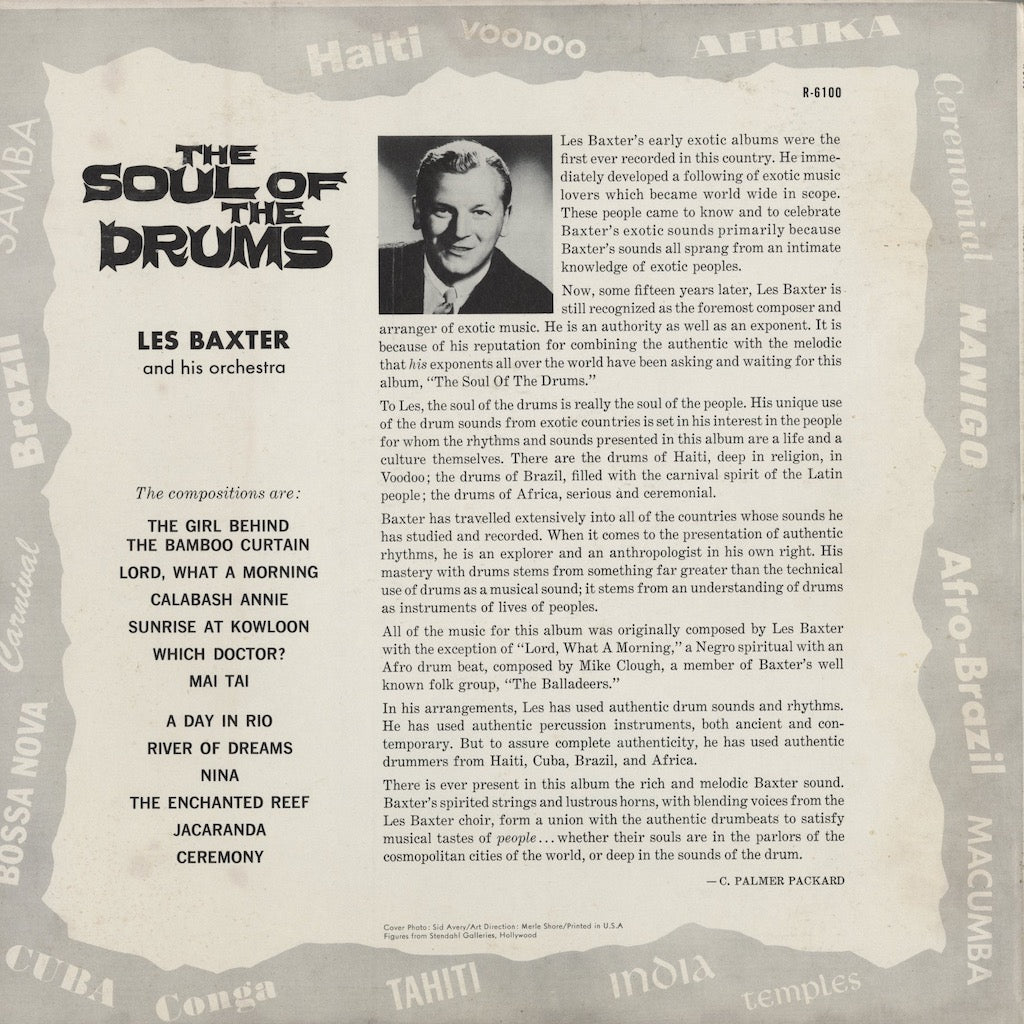 Haiti
VOODOO
AFRIKA
Ceremonial
NANIGO
Afro-Brazil
MACUMBA
SAMBA
Brazil
Carnival
BOSSA NOVA
CUBA
Conga
TAHITI
INDIA
temples
R-6100
THE
SOUL OF
THE
DRUMS
LES BAXTER
and his orchestra
The compositions are:
THE GIRL BEHIND
THE BAMBOO CURTAIN
LORD, WHAT A MORNING
CALABASH ANNIE
SUNRISE AT KOWLOON
WHICH DOCTOR?
MAI TAI
A DAY IN RIO
RIVER OF DREAMS
NINA
THE ENCHANTED REEF
JACARANDA
CEREMONY
Les Baxter's early exotic albums were the
first ever recorded in this country. He imme-
diately developed a following of exotic music
lovers which became world wide in scope.
These people came to know and to celebrate
Baxter's exotic sounds primarily because
Baxter's sounds all sprang from an intimate
knowledge of exotic peoples.
Now, some fifteen years later, Les Baxter is
still recognized as the foremost composer and
arranger of exotic music. He is an authority as well as an exponent. It is
because of his reputation for combining the authentic with the melodic
that his exponents all over the world have been asking and waiting for this
album, "The Soul Of The Drums."
To Les, the soul of the drums is really the soul of the people. His unique use
of the drum sounds from exotic countries is set in his interest in the people
for whom the rhythms and sounds presented in this album are a life and a
culture themselves. There are the drums of Haiti, deep in religion, in
Voodoo; the drums of Brazil, filled with the carnival spirit of the Latin
people; the drums of Africa, serious and ceremonial.
Baxter has travelled extensively into all of the countries whose sounds he
has studied and recorded. When it comes to the presentation of authentic
rhythms, he is an explorer and an anthropologist in his own right. His
mastery with drums stems from something far greater than the technical
use of drums as a musical sound; it stems from an understanding of drums
as instruments of lives of peoples.
All of the music for this album was originally composed by Les Baxter
with the exception of "Lord, What A Morning," a Negro spiritual with an
Afro drum beat, composed by Mike Clough, a member of Baxter's well
known folk group, "The Balladeers."
In his arrangements, Les has used authentic drum sounds and rhythms.
He has used authentic percussion instruments, both ancient and con-
temporary. But to assure complete authenticity, he has used authentic
drummers from Haiti, Cuba, Brazil, and Africa.
There is ever present in this album the rich and melodic Baxter sound.
Baxter's spirited strings and lustrous horns, with blending voices from the
Les Baxter choir, form a union with the authentic drumbeats to satisfy
musical tastes of people...whether their souls are in the parlors of the
cosmopolitan cities of the world, or deep in the sounds of the drum.
—C. PALMER PACKARD
Cover Photo: Sid Avery/Art Direction: Merle Shore/Printed in U.S.A
Figures from Stendahl Galleries, Hollywood